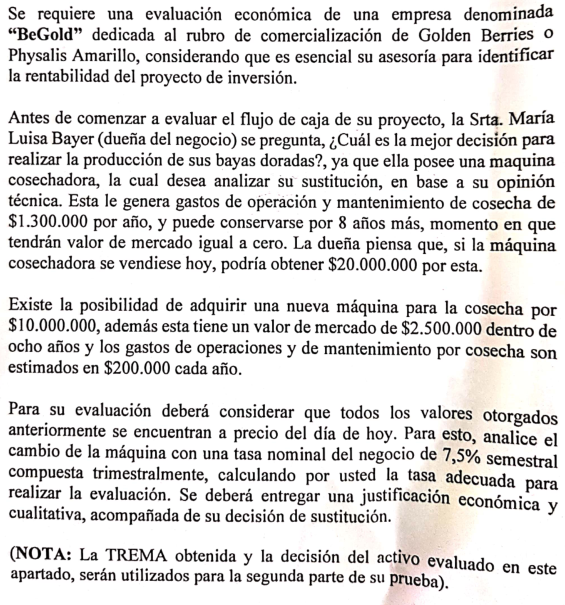 Se requiere una evaluación económica de una empresa denominada
“BeGold” dedicada al rubro de comercialización de Golden Berries o
Physalis Amarillo, considerando que es esencial su asesoría para identificar
la rentabilidad del proyecto de inversión.

Antes de comenzar a evaluar el flujo de caja de su proyecto, la Srta. María
Luisa Bayer (dueña del negocio) se pregunta, ¿Cuál es la mejor decisión para
realizar la producción de sus bayas doradas?, ya que ella posee una maquina
cosechadora, la cual desea analizar su sustitución, en base a su opinión
técnica. Esta le genera gastos de operación y mantenimiento de cosecha de
$1.300.000 por año, y puede conservarse por 8 años más, momento en que
tendrán valor de mercado igual a cero. La dueña piensa que, si la máquina
cosechadora se vendiese hoy, podría obtener $20.000.000 por esta.

Existe la posibilidad de adquirir una nueva máquina para la cosecha por
$10.000.000, además esta tiene un valor de mercado de $2.500.000 dentro de
ocho años y los gastos de operaciones y de mantenimiento por cosecha son
estimados en $200.000 cada año.

Para su evaluación deberá considerar que todos los valores otorgados
anteriormente se encuentran a precio del día de hoy. Para esto, analice el
cambio de la máquina con una tasa nominal del negocio de 7,5% semestral
compuesta trimestralmente, calculando por usted la tasa adecuada para
realizar la evaluación. Se deberá entregar una justificación económica y
cualitativa, acompañada de su decisión de sustitución.

(NOTA: La TREMA obtenida y la decisión del activo evaluado en este
apartado, serán utilizados para la segunda parte de su prueba).